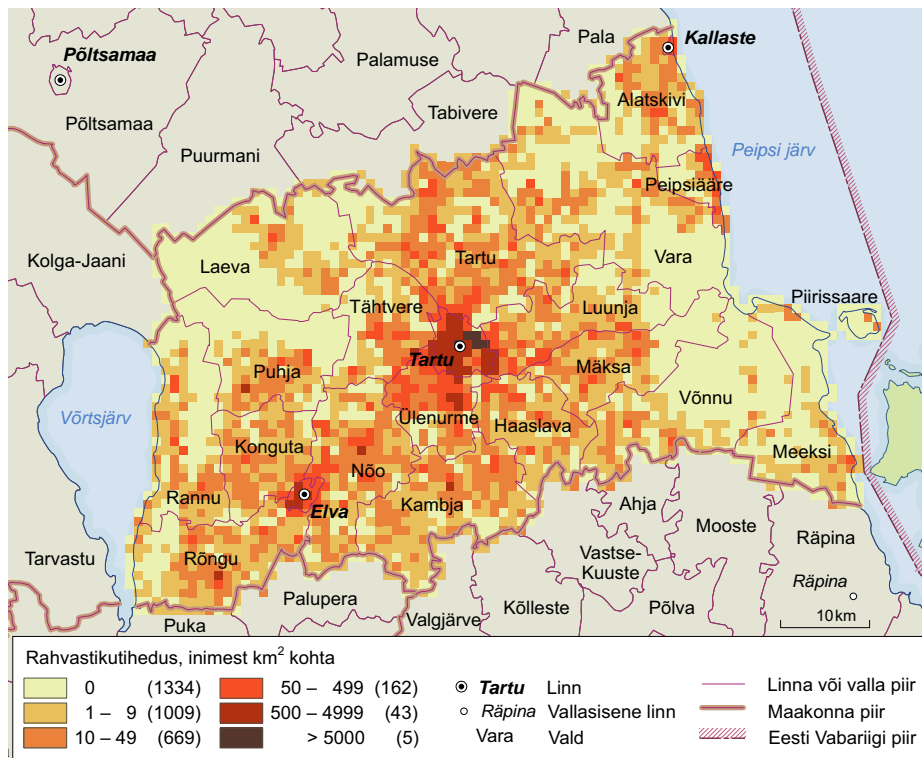 Kallaste
Pala
Põltsamaa
Palamuse
Alatskivi
Tabivere
Põltsamaa
Peipsi järv
Puurmani
Peipsiääre
Kolga-Jaani
Laeva
Tartu
Vara
Piirissaare
Tähtvere
Luunja
Tartu
Puhja
Mäksa
Võnnu
Võrtsjärv
Ülenurme
Haaslava
Konguta
Nõo
Meeksi
Rannu
Elva
Kambja
Ahja
Mooste
Tarvastu
Rõngu
Vastse-
Kuuste
Räpina
Räpina
Palupera
Kõlleste
Põlva
Puka
Valgjärve
10 km
Rahvastikutihedus, inimest km² kohta
0 (1334)
1 – 9 (1009)
10 – 49 (669)
50 – 499 (162)
500 – 4999 (43)
> 5000 (5)
Tartu Linn
Räpina Vallasisene linn
Vara Vald
Linna või valla piir
Maakonna piir
Eesti Vabariigi piir